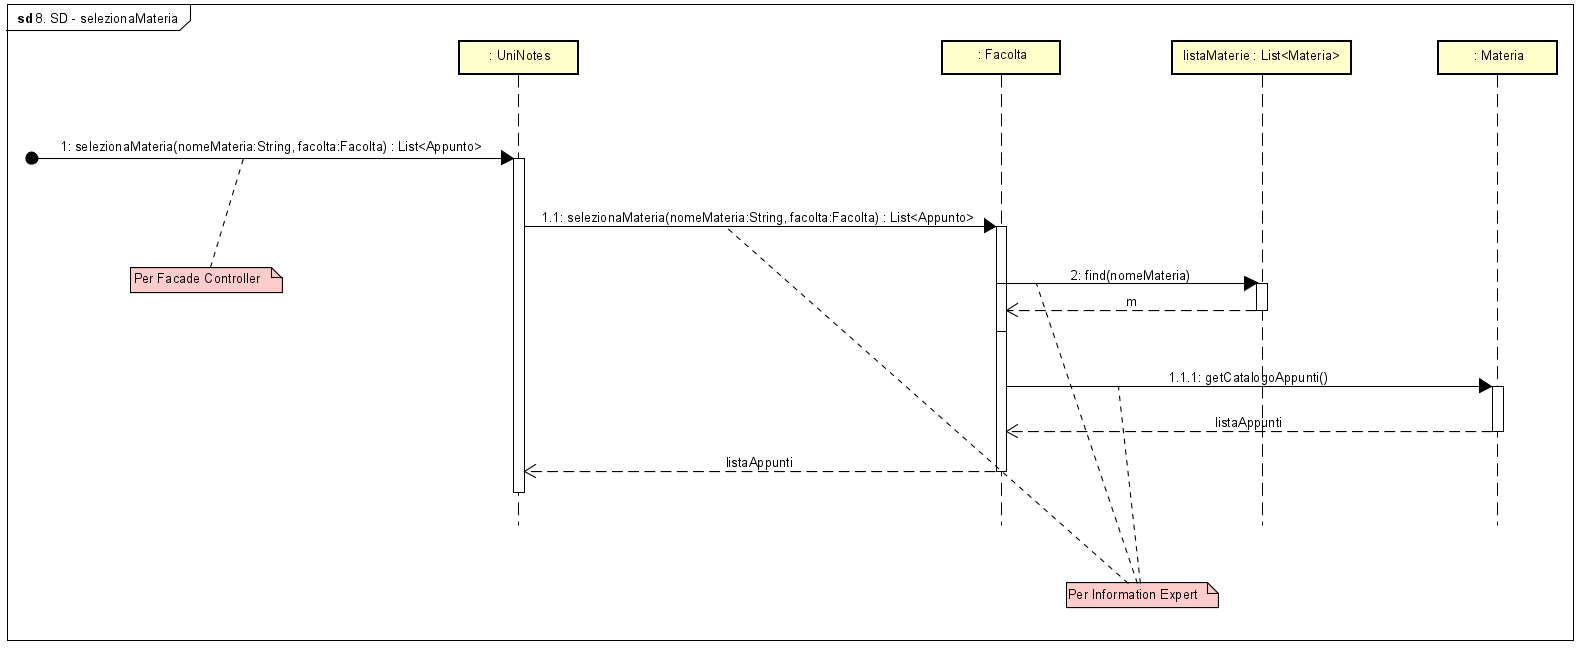 sd 8. SD - selezionaMateria
: UniNotes
: Facolta
listaMaterie : List<Materia>
: Materia
1: selezionaMateria(nomeMateria:String, facolta:Facolta) : List<Appunto>
1.1: selezionaMateria(nomeMateria:String, facolta:Facolta) : List<Appunto>
Per Facade Controller
2: find(nomeMateria)
m
1.1.1: getCatalogoAppunti()
listaAppunti
listaAppunti
Per Information Expert